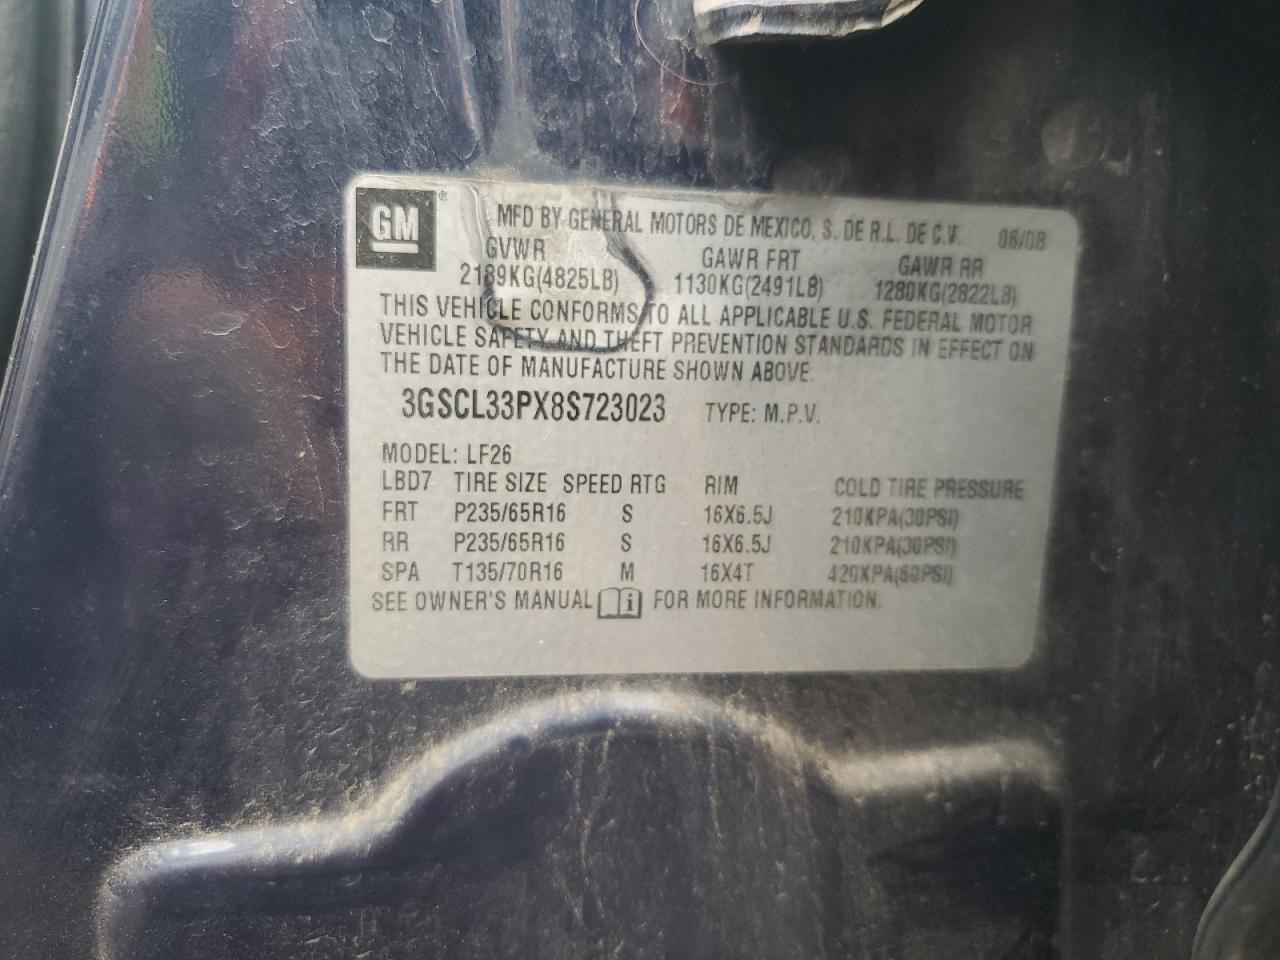 GM ® MFD BY GENERAL MOTORS DE MEXICO, S. DE R.L. DE C.V. 06/08
GVWR GAWR FRT GAWR RR
2189KG(4825LB) 1130KG(2491LB) 1280KG(2822LB)
THIS VEHICLE CONFORMS TO ALL APPLICABLE U.S. FEDERAL MOTOR
VEHICLE SAFETY AND THEFT PREVENTION STANDARDS IN EFFECT ON
THE DATE OF MANUFACTURE SHOWN ABOVE.
3GSCL33PX8S723023 TYPE: M.P.V.
MODEL: LF26
LBD7 TIRE SIZE SPEED RTG RIM COLD TIRE PRESSURE
FRT P235/65R16 S 16X6.5J 210KPA(30PSI)
RR P235/65R16 S 16X6.5J 210KPA(30PSI)
SPA T135/70R16 M 16X4T 420KPA(60PSI)
SEE OWNER'S MANUAL i FOR MORE INFORMATION.